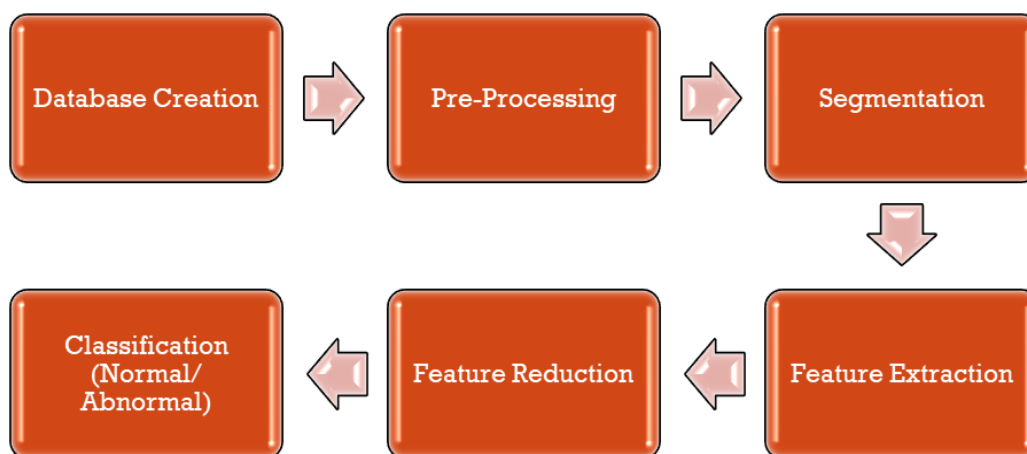 Database Creation
Pre-Processing
Segmentation
Feature Extraction
Feature Reduction
Classification
(Normal/
Abnormal)